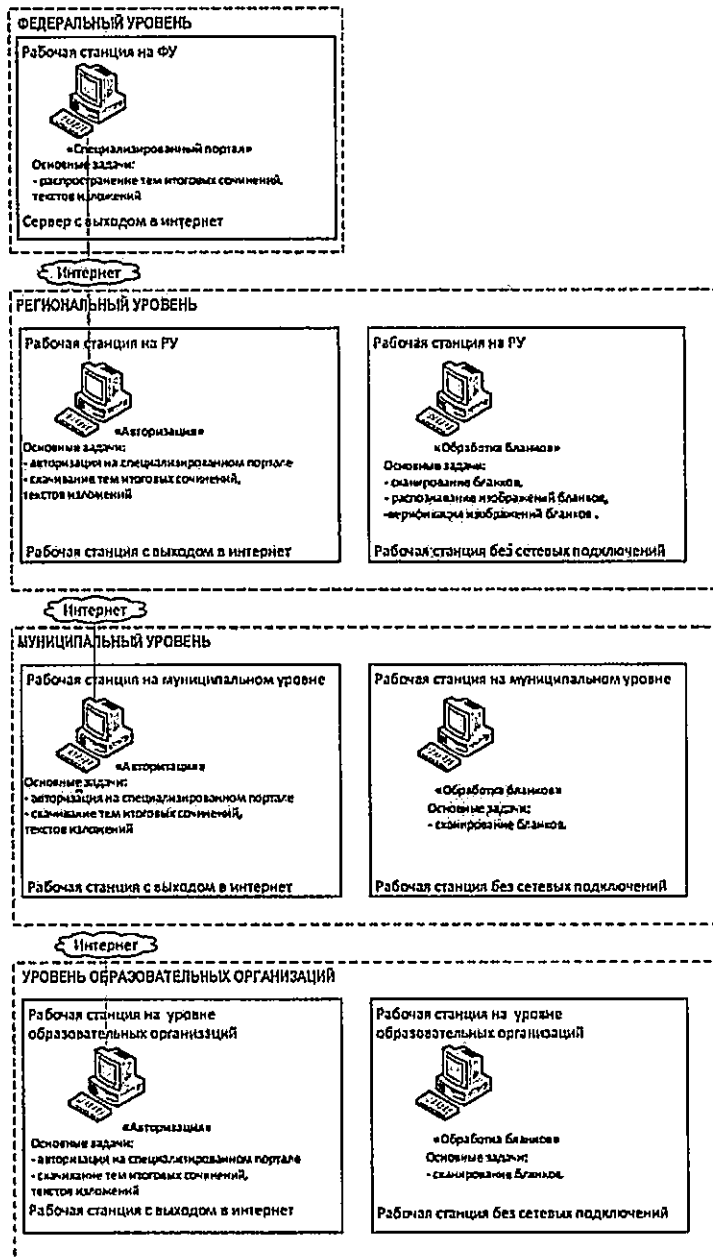 ФЕДЕРАЛЬНЫЙ УРОВЕНЬ
Рабочая станция на ФУ
«Специализированный портал»
Основные задачи:
- распространение тем итоговых сочинений,
текстов изложений
Сервер с выходом в интернет
Интернет
РЕГИОНАЛЬНЫЙ УРОВЕНЬ
Рабочая станция на РУ
«Авторизация»
Основные задачи:
- авторизация на специализированном портале
- скачивание тем итоговых сочинений,
текстов изложений
Рабочая станция с выходом в интернет
Рабочая станция на РУ
«Обработка бланков»
Основные задачи:
- сканирование бланков,
- распознавание изображений бланков,
-верификация изображений бланков .
Рабочая станция без сетевых подключений
Интернет
МУНИЦИПАЛЬНЫЙ УРОВЕНЬ
Рабочая станция на муниципальном уровне
«Авторизация»
Основные задачи:
- авторизация на специализированном портале
- скачивание тем итоговых сочинений,
текстов изложений
Рабочая станция с выходом в интернет
Рабочая станция на муниципальном уровне
«Обработка бланков»
Основные задачи:
- сканирование бланков.
Рабочая станция без сетевых подключений
Интернет
УРОВЕНЬ ОБРАЗОВАТЕЛЬНЫХ ОРГАНИЗАЦИЙ
Рабочая станция на уровне
образовательных организаций
«Авторизация»
Основные задачи:
- авторизация на специализированном портале
- скачивание тем итоговых сочинений,
текстов изложений
Рабочая станция с выходом в интернет
Рабочая станция на уровне
образовательных организаций
«Обработка бланков»
Основные задачи:
- сканирование бланков.
Рабочая станция без сетевых подключений